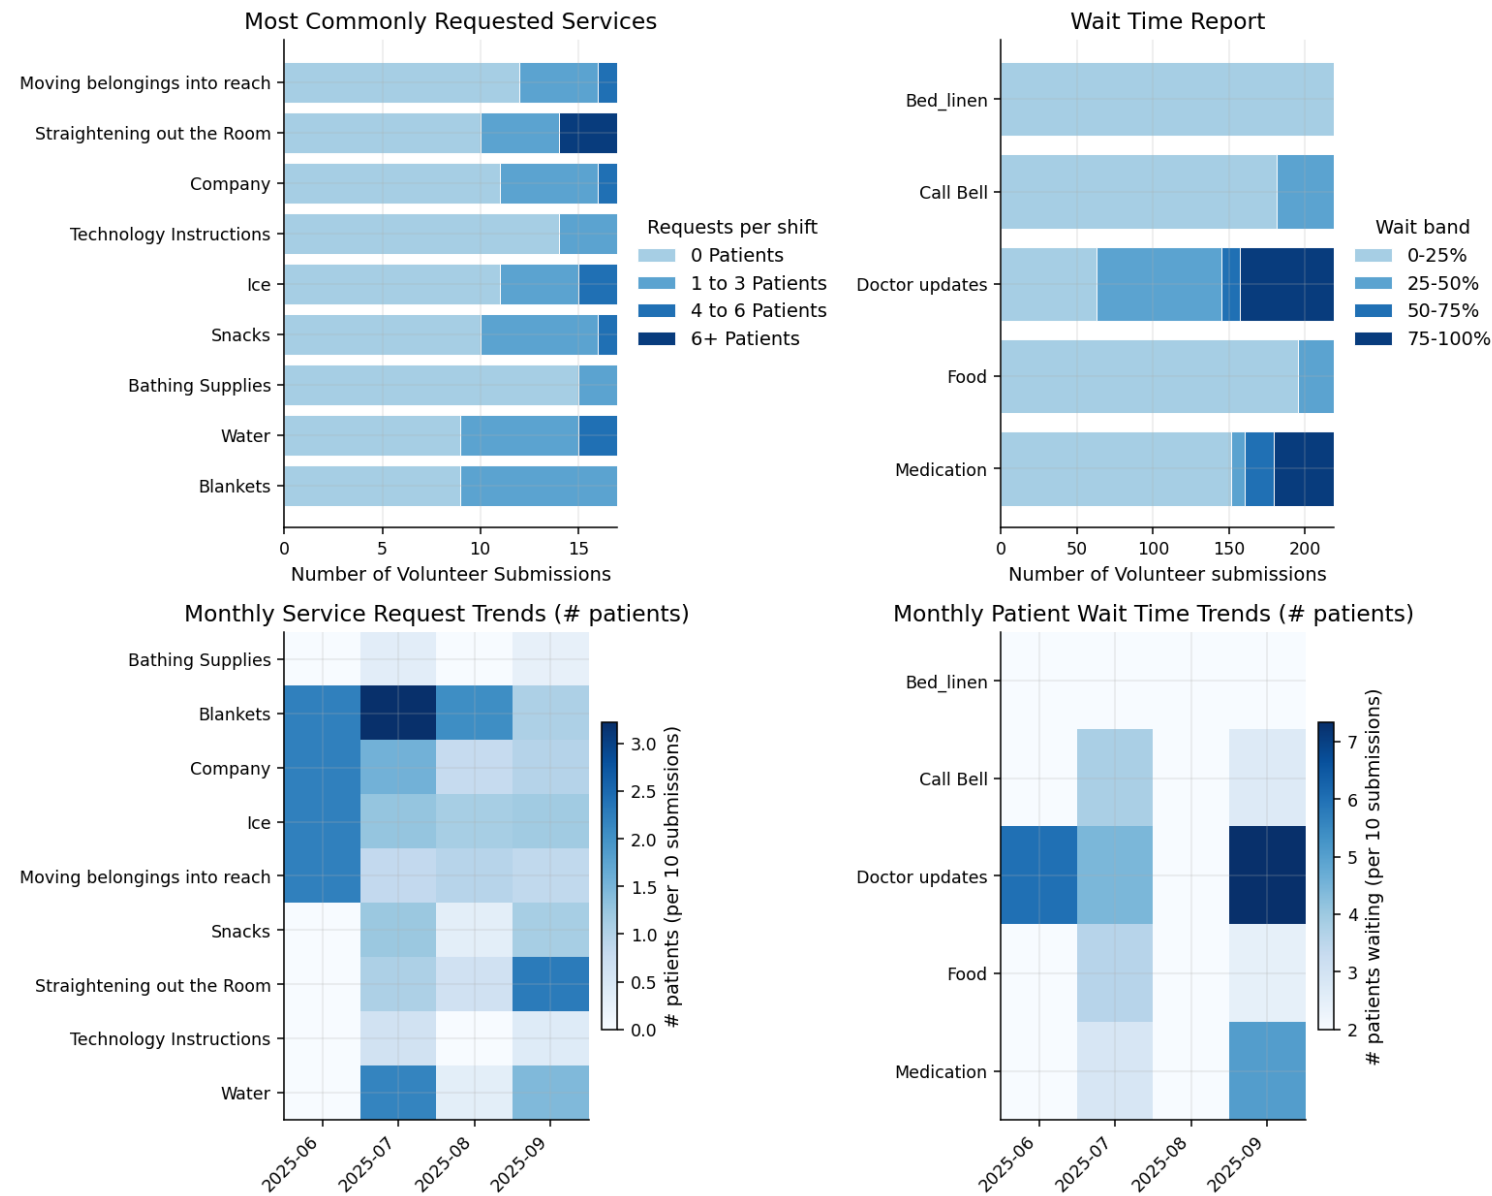 Most Commonly Requested Services
Moving belongings into reach
Straightening out the Room
Company
Technology Instructions
Ice
Snacks
Bathing Supplies
Water
Blankets
0 5 10 15
Number of Volunteer Submissions
Requests per shift
0 Patients
1 to 3 Patients
4 to 6 Patients
6+ Patients
Wait Time Report
Bed_linen
Call Bell
Doctor updates
Food
Medication
0 50 100 150 200
Number of Volunteer submissions
Wait band
0-25%
25-50%
50-75%
75-100%
Monthly Service Request Trends (# patients)
Bathing Supplies
Blankets
Company
Ice
Moving belongings into reach
Snacks
Straightening out the Room
Technology Instructions
Water
2025-06 2025-07 2025-08 2025-09
3.0
2.5
2.0
1.5
1.0
0.5
0.0
# patients (per 10 submissions)
Monthly Patient Wait Time Trends (# patients)
Bed_linen
Call Bell
Doctor updates
Food
Medication
2025-06 2025-07 2025-08 2025-09
7
6
5
4
3
2
# patients waiting (per 10 submissions)